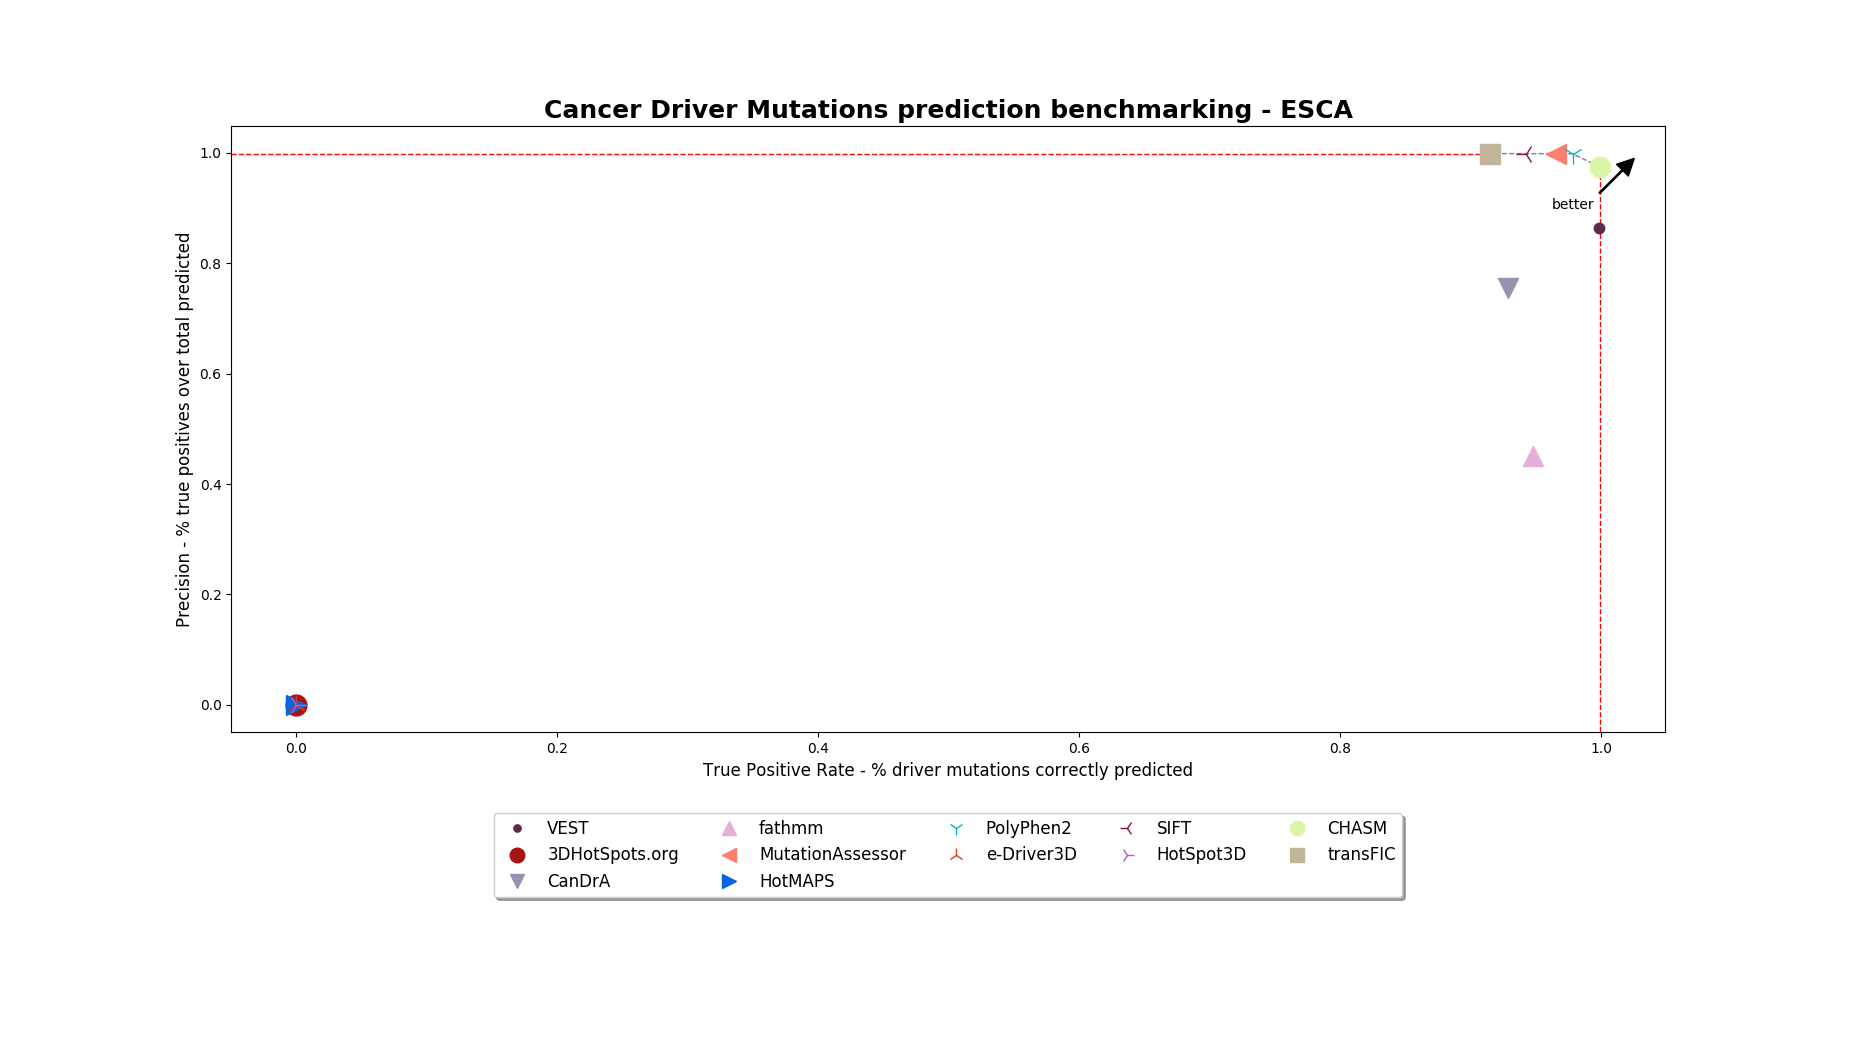 Cancer Driver Mutations prediction benchmarking - ESCA
Precision - % true positives over total predicted
1.0
0.8
0.6
0.4
0.2
0.0
better
0.0 0.2 0.4 0.6 0.8 1.0
True Positive Rate - % driver mutations correctly predicted
VEST fathmm PolyPhen2 SIFT CHASM
3DHotSpots.org MutationAssessor e-Driver3D HotSpot3D transFIC
CanDrA HotMAPS